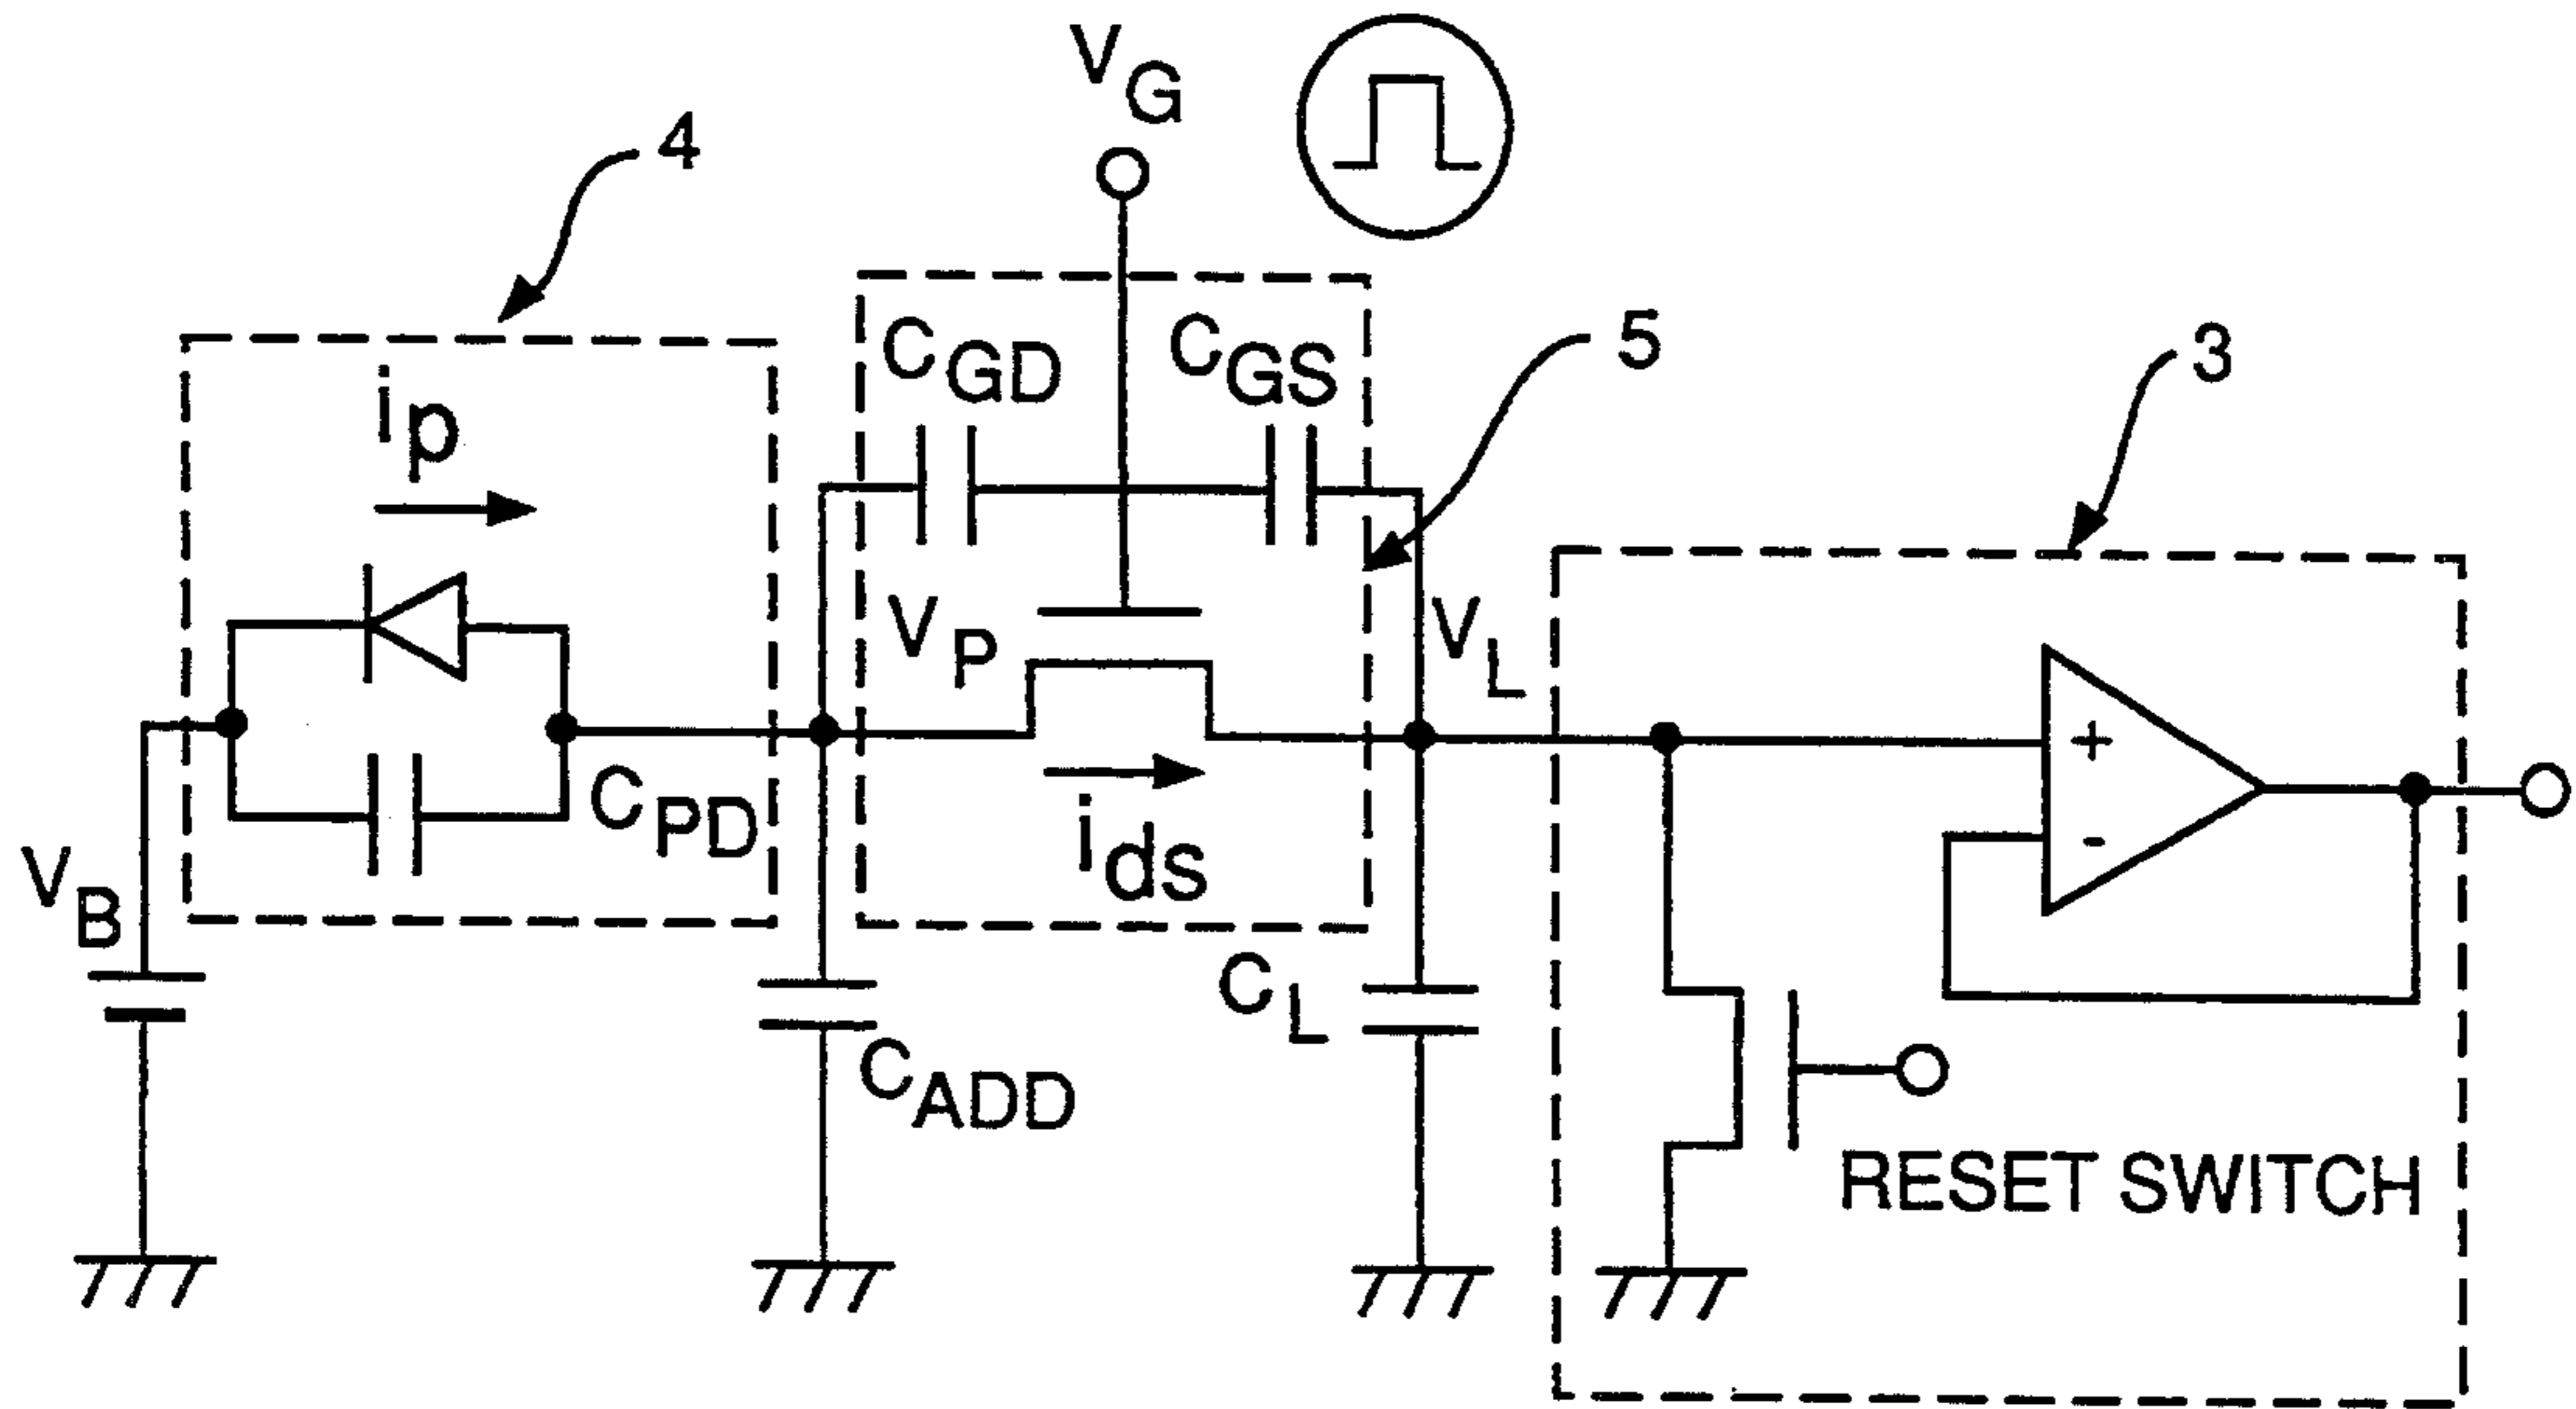 V_G
4
C_GD
C_GS
5
3
i_p
V_P
V_L
+
C_PD
i_ds
-
V_B
C_L
C_ADD
RESET SWITCH